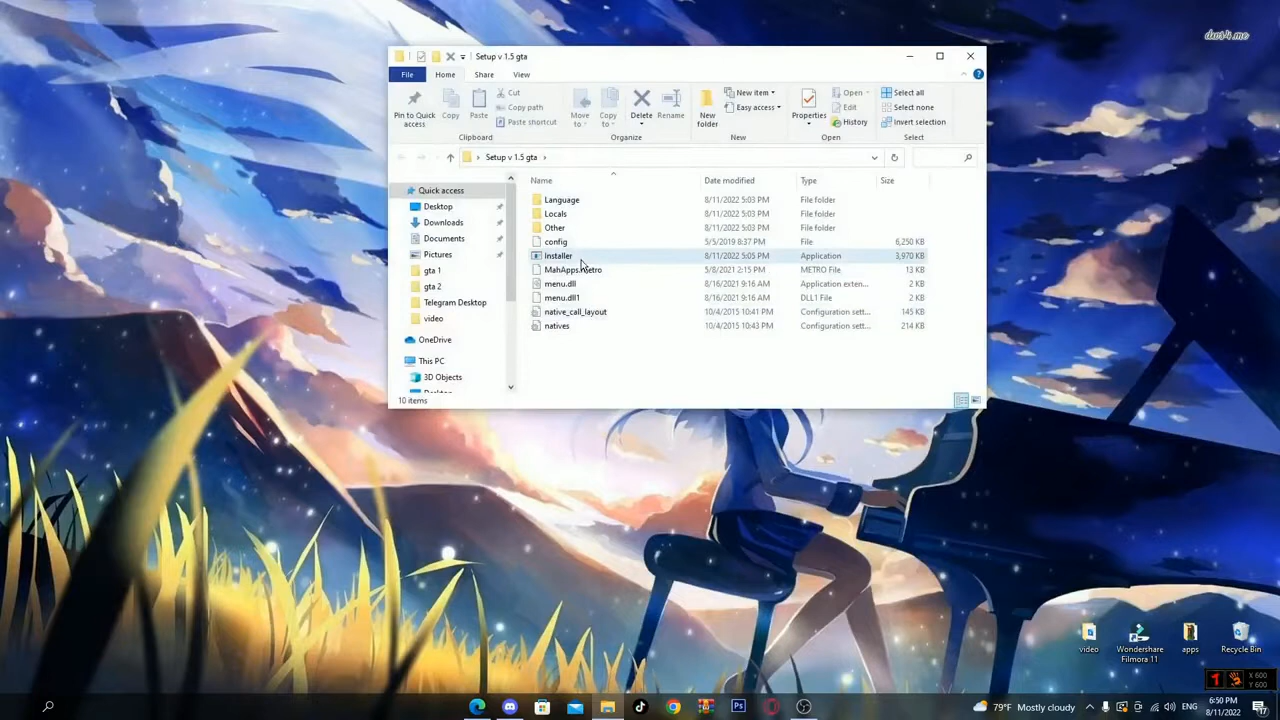 dwrs4.me
Setup v 1.5 gta
File Home Share View
Pin to Quick access
Copy
Paste
Cut
Copy path
Paste shortcut
Clipboard
Move to
Copy to
Delete
Rename
Organize
New folder
New item
Easy access
New
Properties
Open
Edit
History
Open
Select all
Select none
Invert selection
Select
Setup v 1.5 gta
Name Date modified Type Size
Quick access
Desktop
Downloads
Documents
Pictures
gta 1
gta 2
Telegram Desktop
video
OneDrive
This PC
3D Objects
Desktop
Language 8/11/2022 5:03 PM File folder
Locals 8/11/2022 5:03 PM File folder
Other 8/11/2022 5:03 PM File folder
config 5/5/2019 8:37 PM File 6,250 KB
Installer 8/11/2022 5:05 PM Application 3,970 KB
MahApps.Metro 5/8/2021 2:15 PM METRO File 13 KB
menu.dll 8/16/2021 9:16 AM Application exten... 2 KB
menu.dll1 8/16/2021 9:16 AM DLL1 File 2 KB
native_call_layout 10/4/2015 10:41 PM Configuration sett... 145 KB
natives 10/4/2015 10:43 PM Configuration sett... 214 KB
10 items
video
Wondershare Filmora 11
apps
Recycle Bin
1
X 600
Y 600
79°F Mostly cloudy
ENG
6:50 PM
8/11/2022